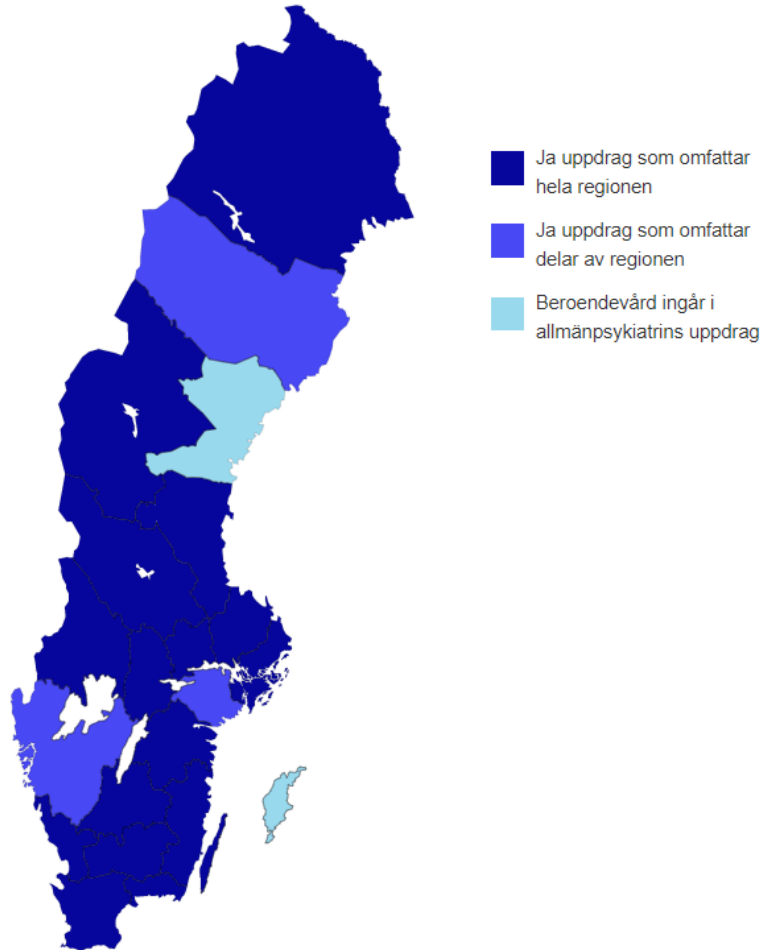 Ja uppdrag som omfattar
hela regionen
Ja uppdrag som omfattar
delar av regionen
Beroendevård ingår i
allmänpsykiatrins uppdrag